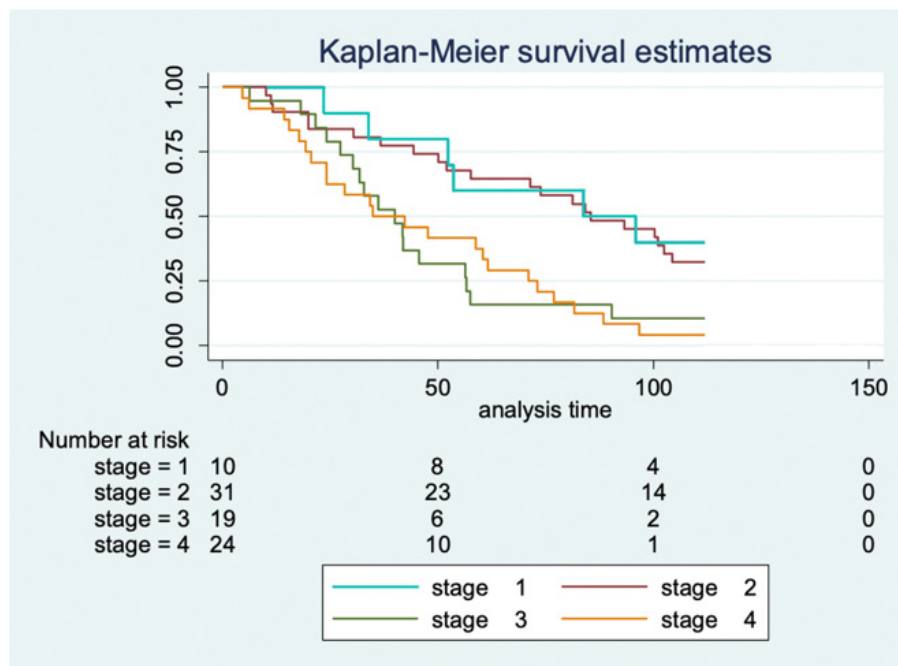 Kaplan-Meier survival estimates
1.00
0.75
0.50
0.25
0.00
0 50 100 150
analysis time
Number at risk
stage = 1 10 8 4 0
stage = 2 31 23 14 0
stage = 3 19 6 2 0
stage = 4 24 10 1 0
stage 1 stage 2
stage 3 stage 4